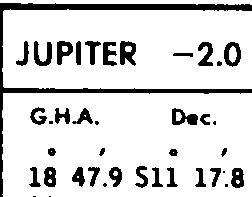 JUPITER −2.0
G.H.A. Dec.
° ′ ° ′
18 47.9 S11 17.8